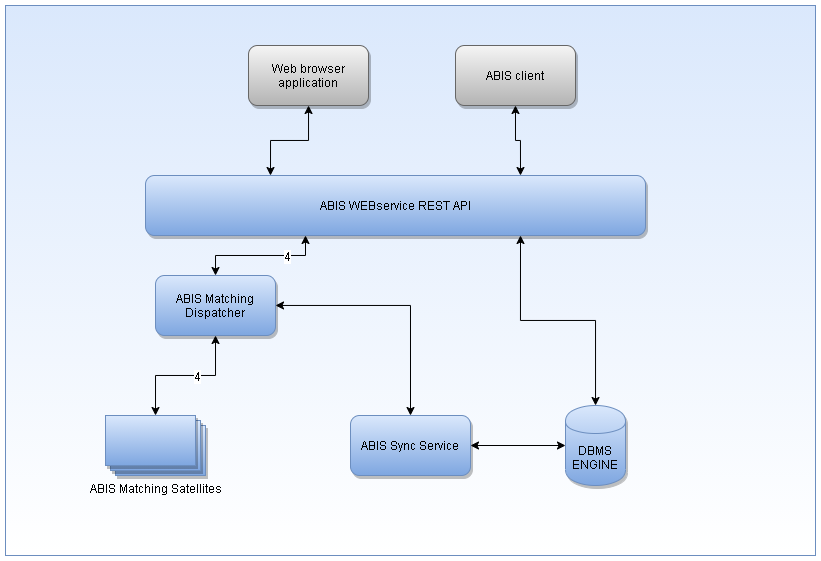 Web browser
application
ABIS client
ABIS WEBservice REST API
4
ABIS Matching
Dispatcher
4
ABIS Sync Service
DBMS
ENGINE
ABIS Matching Satellites